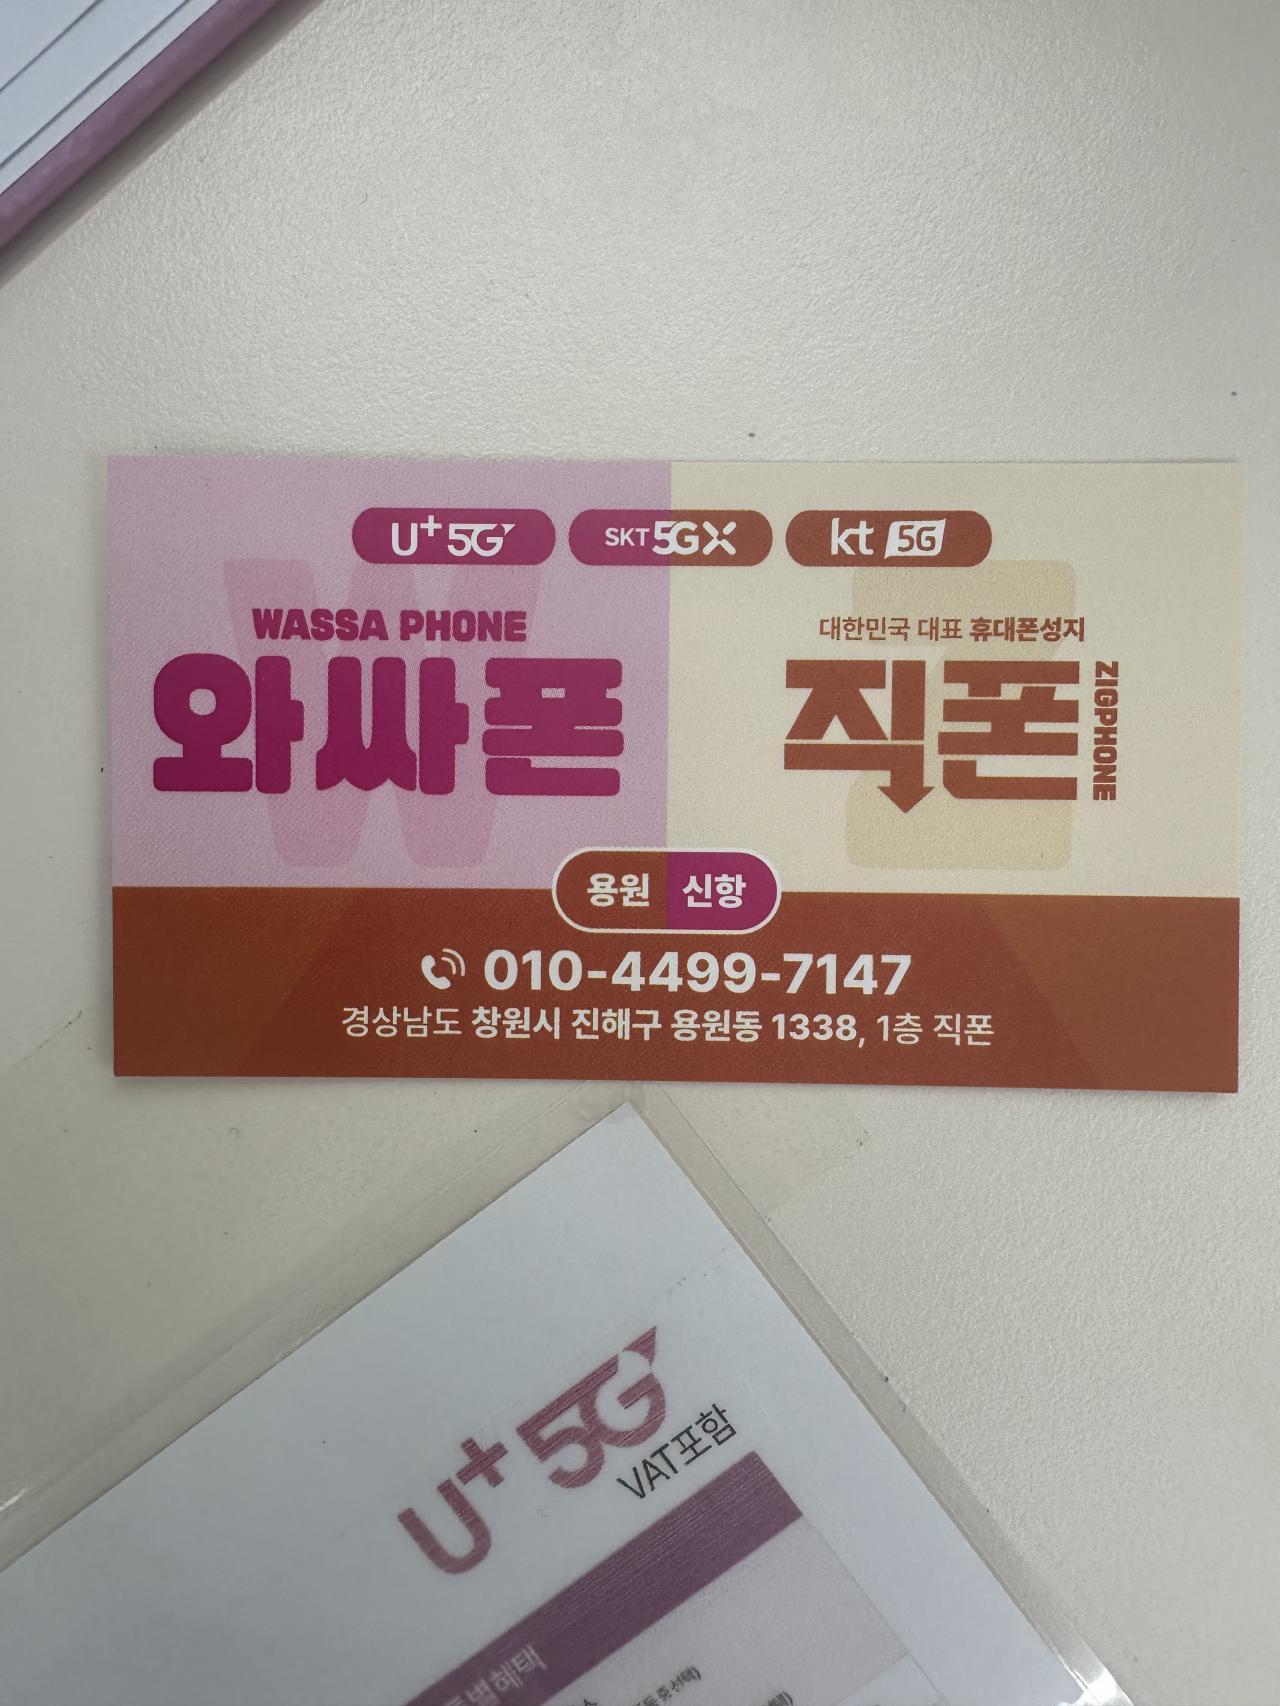 U+ 5G SKT 5GX kt 5G
WASSA PHONE
와싸폰
대한민국 대표 휴대폰성지
직폰
ZIGPHONE
용원 신항
010-4499-7147
경상남도 창원시 진해구 용원동 1338, 1층 직폰
U+ 5G
VAT포함